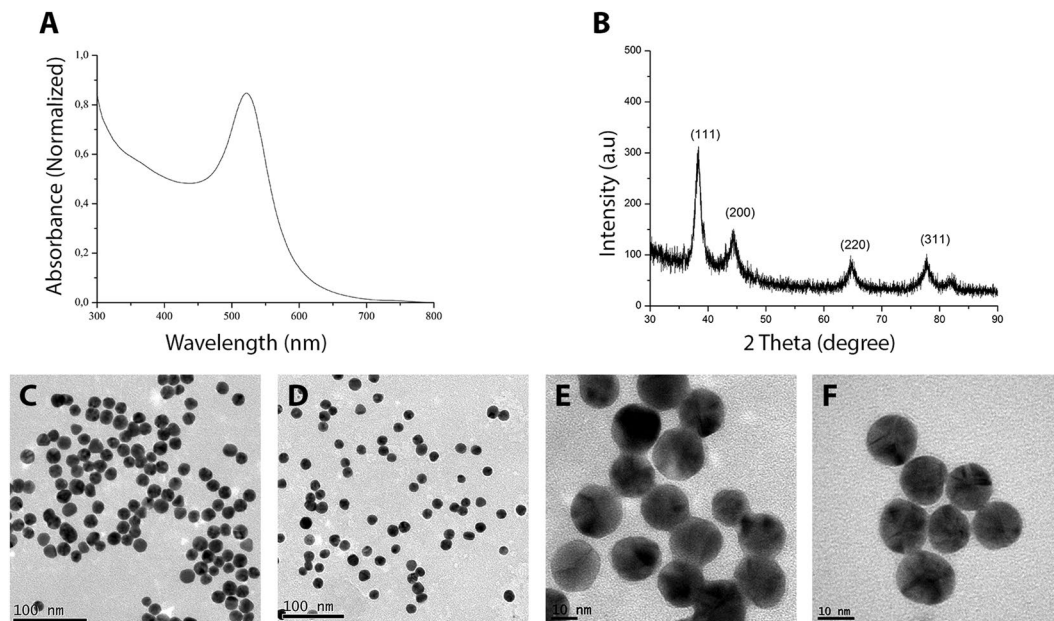 A
Absorbance (Normalized)
1,0
0,8
0,6
0,4
0,2
0,0
300 400 500 600 700 800
Wavelength (nm)
B
Intensity (a.u)
500
400
300
200
100
0
(111)
(200)
(220)
(311)
30 40 50 60 70 80 90
2 Theta (degree)
C
100 nm
D
100 nm
E
10 nm
F
10 nm